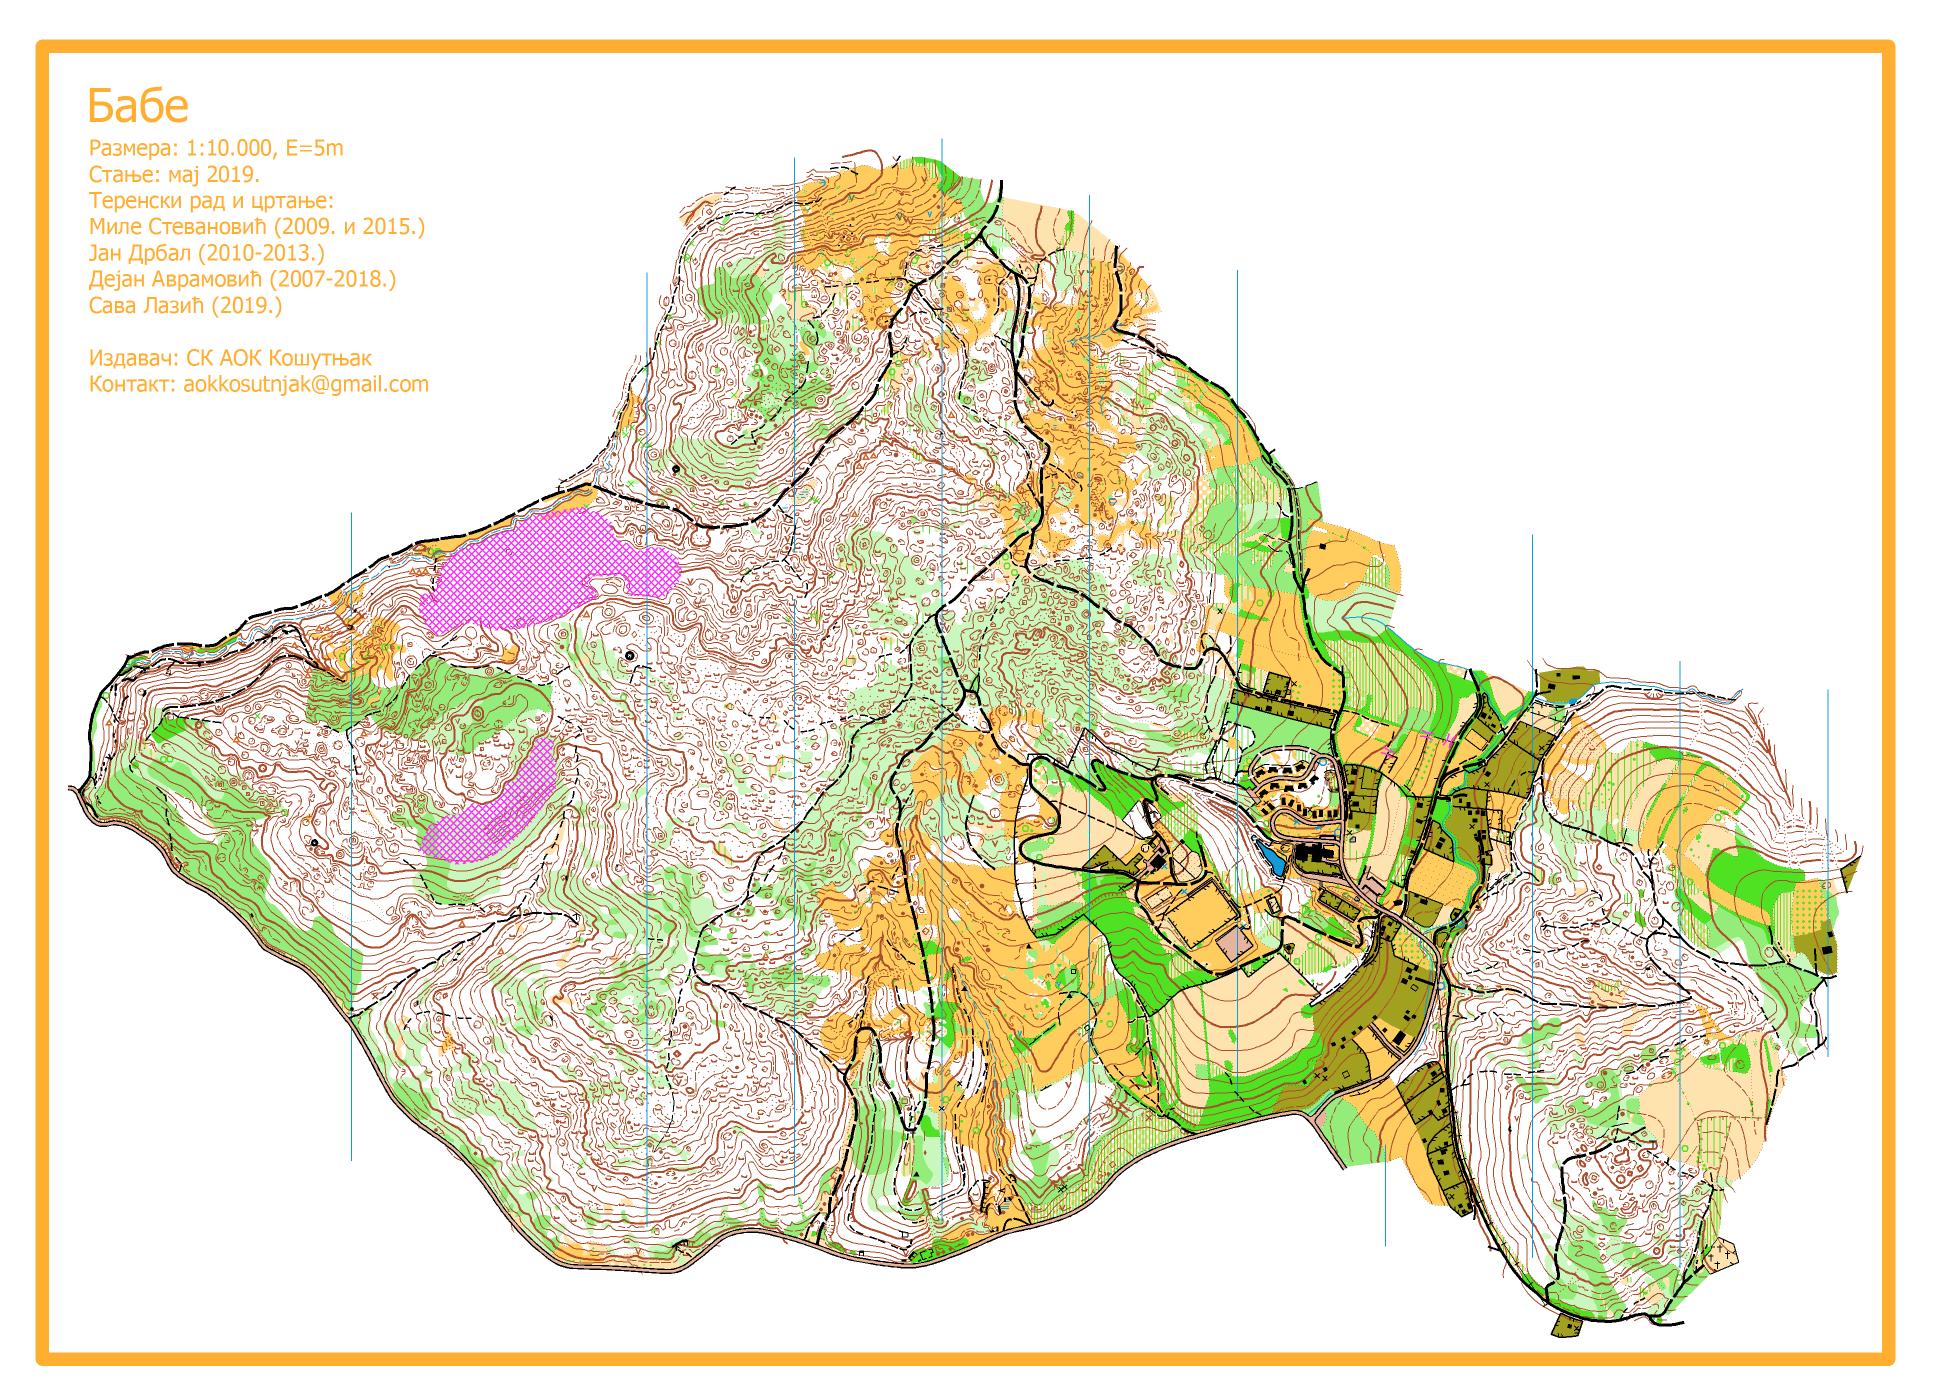 Бабе
Размера: 1:10.000, E=5m
Стање: мај 2019.
Теренски рад и цртање:
Миле Стевановић (2009. и 2015.)
Јан Дрбал (2010-2013.)
Дејан Аврамовић (2007-2018.)
Сава Лазић (2019.)
Издавач: СК АОК Кошутњак
Контакт: aokkosutnjak@gmail.com